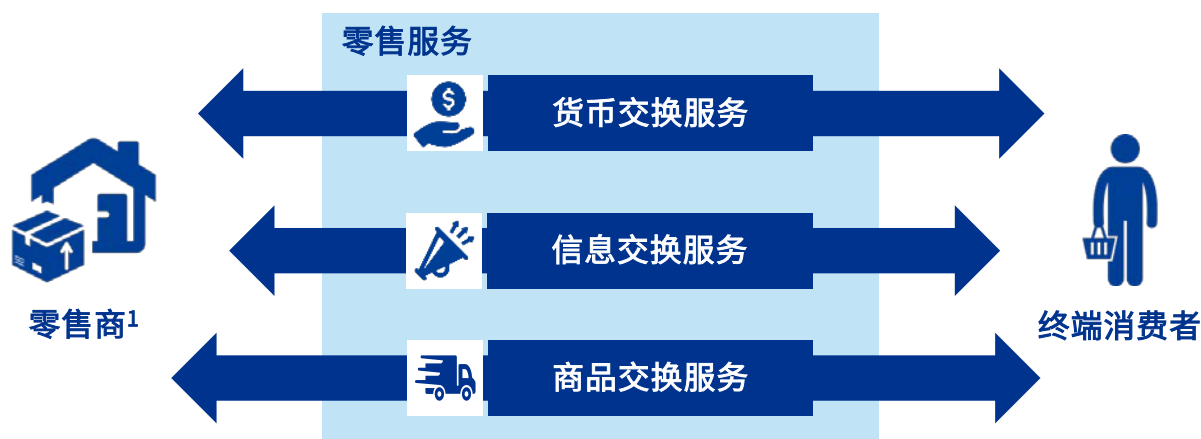 零售服务
货币交换服务
信息交换服务
零售商1
终端消费者
商品交换服务